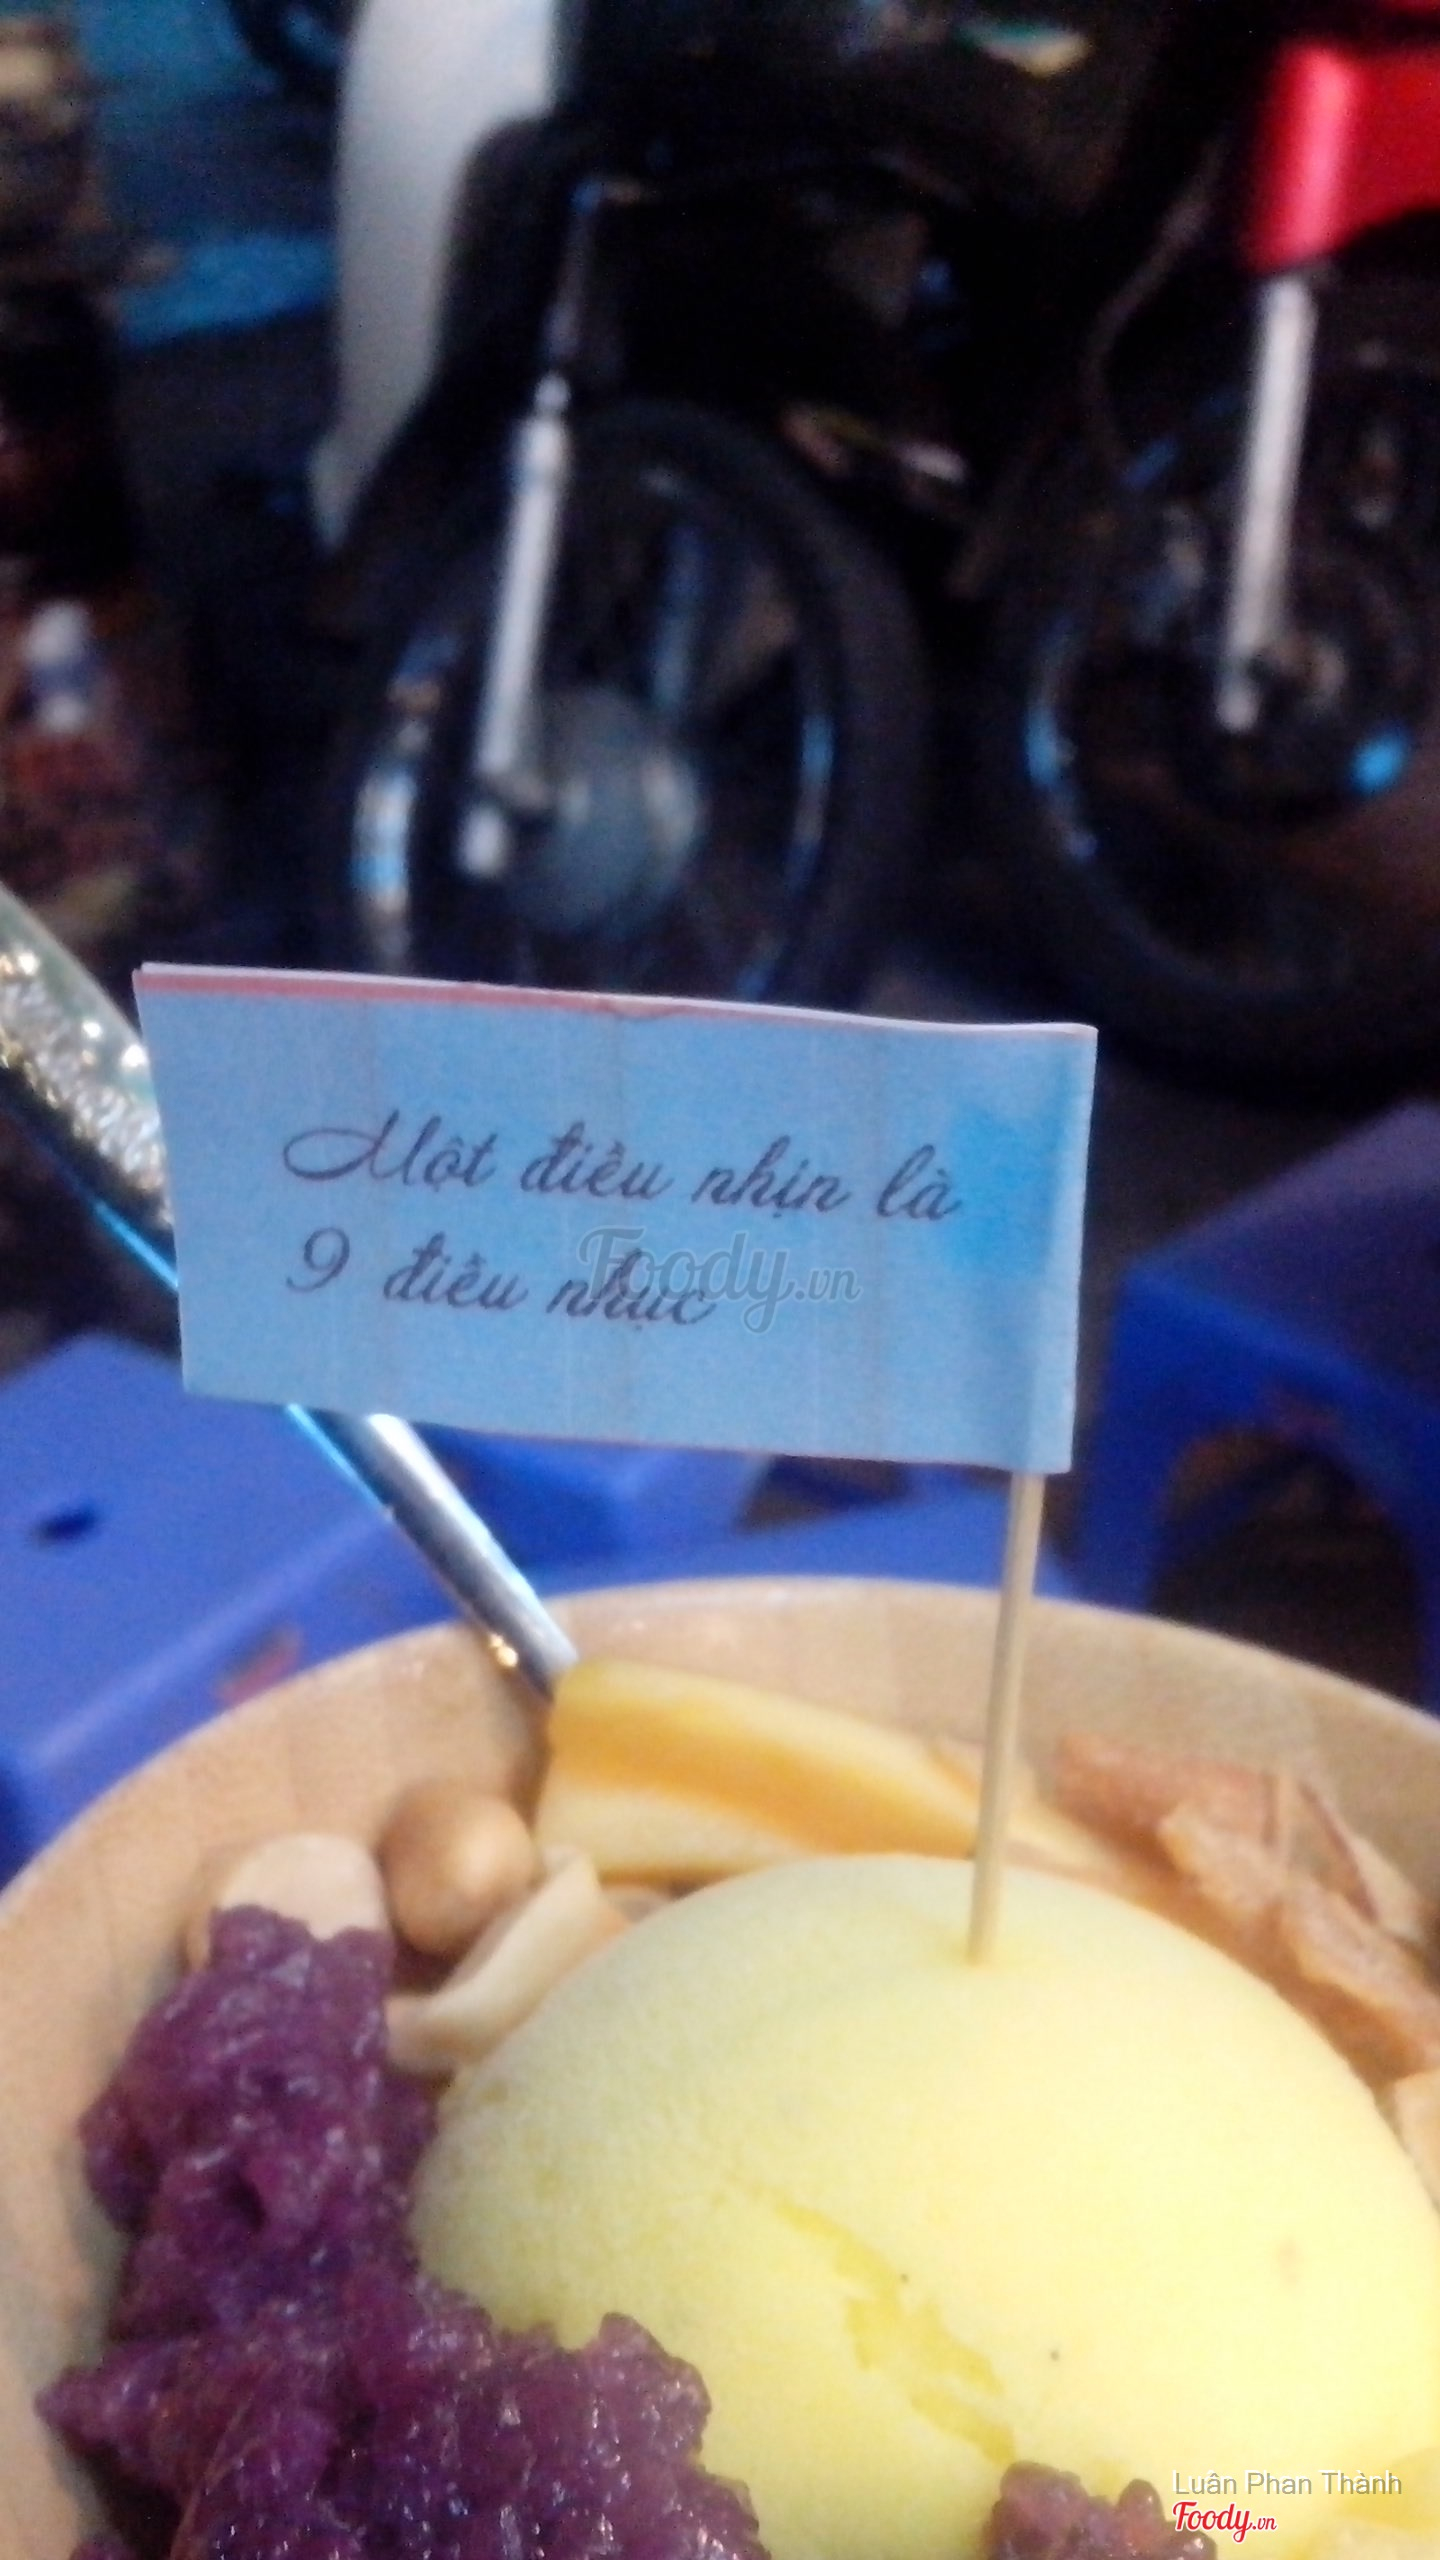 Một điều nhịn là
9 điều nhục
Foody.vn
Luân Phan Thành
Foody.vn